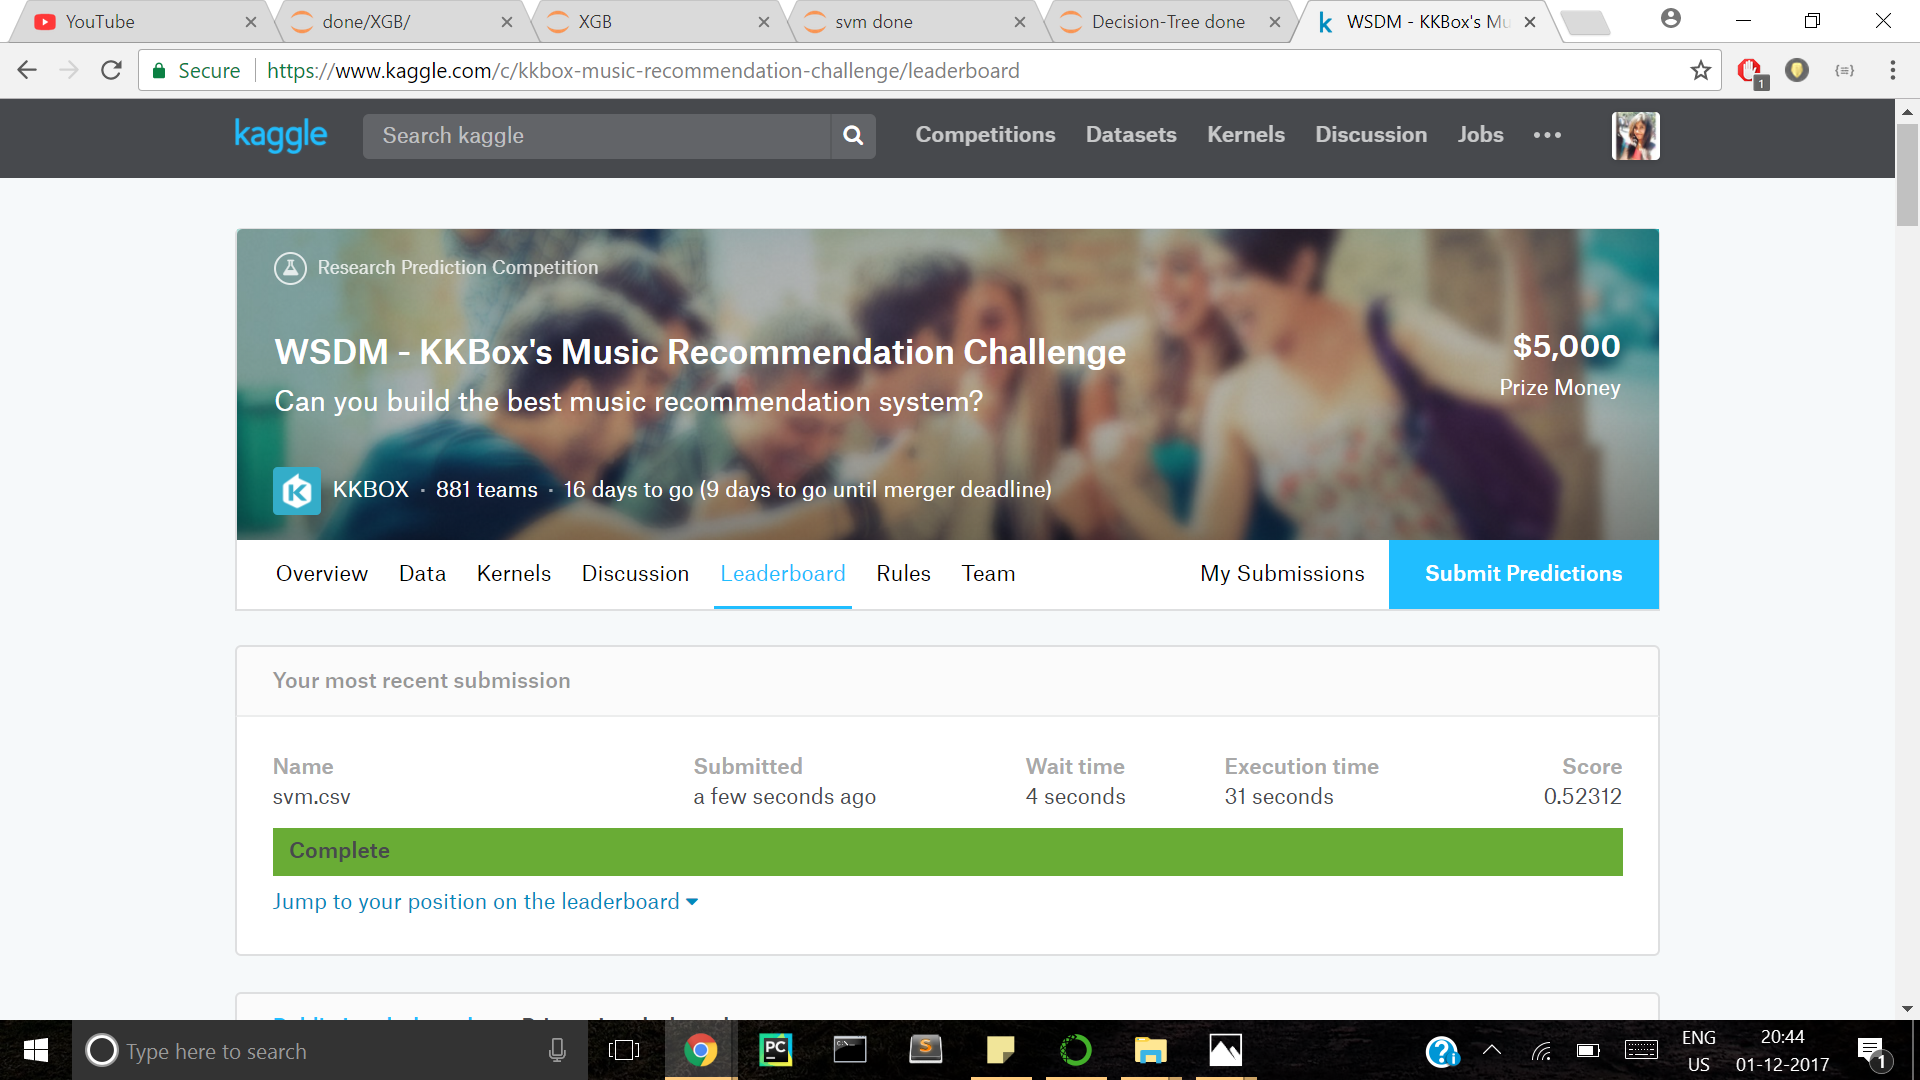 YouTube
done/XGB/
XGB
svm done
Decision-Tree done
WSDM - KKBox's Mu
Secure
https://www.kaggle.com/c/kkbox-music-recommendation-challenge/leaderboard
1
kaggle
Search kaggle
Competitions
Datasets
Kernels
Discussion
Jobs
Research Prediction Competition
WSDM - KKBox's Music Recommendation Challenge
$5,000
Can you build the best music recommendation system?
Prize Money
KKBOX · 881 teams · 16 days to go (9 days to go until merger deadline)
Overview
Data
Kernels
Discussion
Leaderboard
Rules
Team
My Submissions
Submit Predictions
Your most recent submission
Name Submitted Wait time Execution time Score
svm.csv a few seconds ago 4 seconds 31 seconds 0.52312
Complete
Jump to your position on the leaderboard
Type here to search
PC
S
ENG
US
20:44
01-12-2017
1